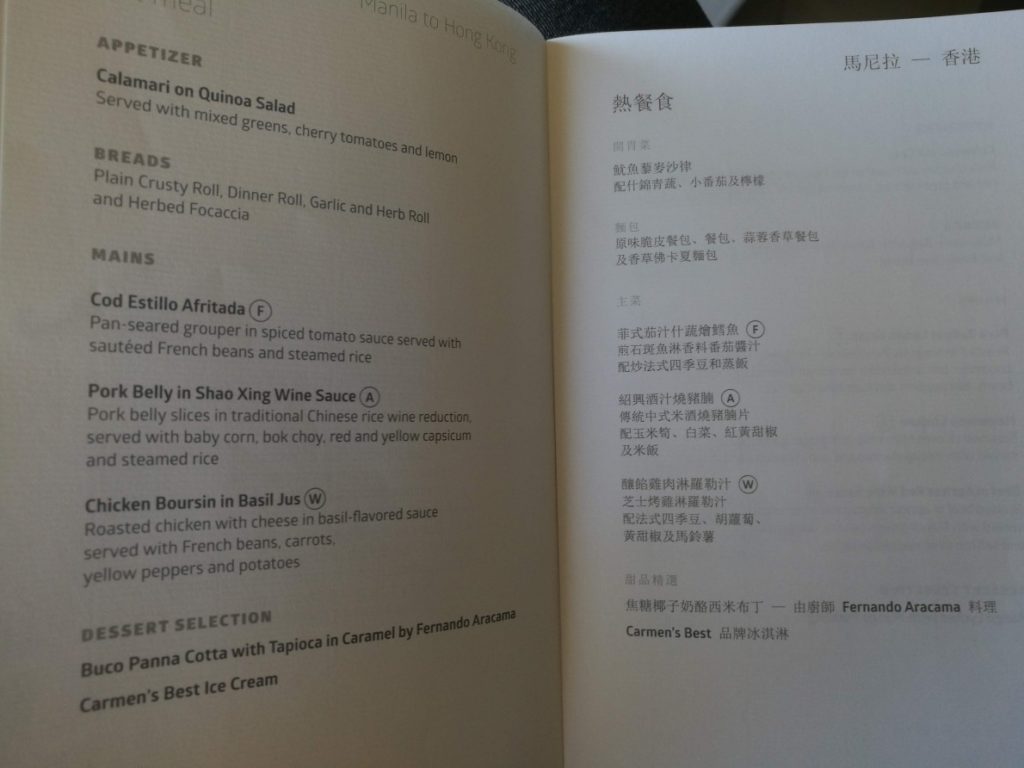 meal
Manila to Hong Kong
APPETIZER
Calamari on Quinoa Salad
Served with mixed greens, cherry tomatoes and lemon
BREADS
Plain Crusty Roll, Dinner Roll, Garlic and Herb Roll
and Herbed Focaccia
MAINS
Cod Estillo Afritada F
Pan-seared grouper in spiced tomato sauce served with
sautéed French beans and steamed rice
Pork Belly in Shao Xing Wine Sauce A
Pork belly slices in traditional Chinese rice wine reduction,
served with baby corn, bok choy, red and yellow capsicum
and steamed rice
Chicken Boursin in Basil Jus W
Roasted chicken with cheese in basil-flavored sauce
served with French beans, carrots,
yellow peppers and potatoes
DESSERT SELECTION
Buco Panna Cotta with Tapioca in Caramel by Fernando Aracama
Carmen's Best Ice Cream
馬尼拉 — 香港
熱餐食
開胃菜
魷魚藜麥沙律
配什錦青蔬、小番茄及檸檬
麵包
原味脆皮餐包、餐包、蒜蓉香草餐包
及香草佛卡夏麵包
主菜
菲式茄汁什蔬燴鱈魚 F
煎石斑魚淋香料番茄醬汁
配炒法式四季豆和蒸飯
紹興酒汁燒豬腩 A
傳統中式米酒燒豬腩片
配玉米筍、白菜、紅黃甜椒
及米飯
釀餡雞肉淋羅勒汁 W
芝士烤雞淋羅勒汁
配法式四季豆、胡蘿蔔、
黃甜椒及馬鈴薯
甜品精選
焦糖椰子奶酪西米布丁 — 由廚師 Fernando Aracama 料理
Carmen's Best 品牌冰淇淋